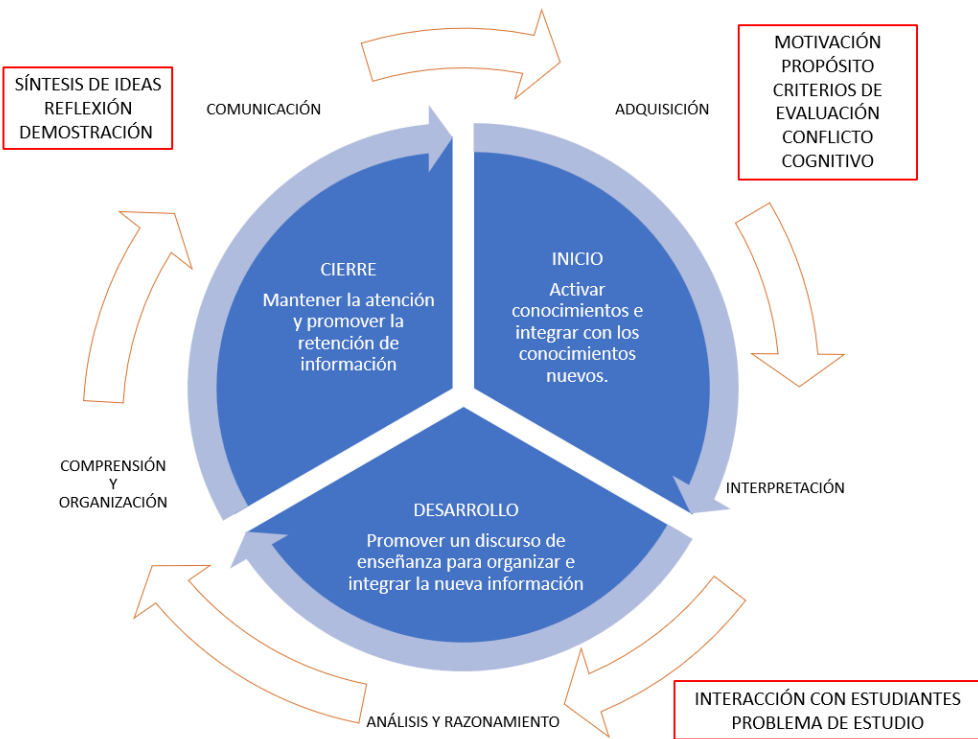 SÍNTESIS DE IDEAS
REFLEXIÓN
DEMOSTRACIÓN
COMUNICACIÓN
ADQUISICIÓN
MOTIVACIÓN
PROPÓSITO
CRITERIOS DE
EVALUACIÓN
CONFLICTO
COGNITIVO
CIERRE
Mantener la atención
y promover la
retención de
información
INICIO
Activar
conocimientos e
integrar con los
conocimientos
nuevos.
COMPRENSIÓN
Y
ORGANIZACIÓN
INTERPRETACIÓN
DESARROLLO
Promover un discurso de
enseñanza para organizar e
integrar la nueva información
ANÁLISIS Y RAZONAMIENTO
INTERACCIÓN CON ESTUDIANTES
PROBLEMA DE ESTUDIO